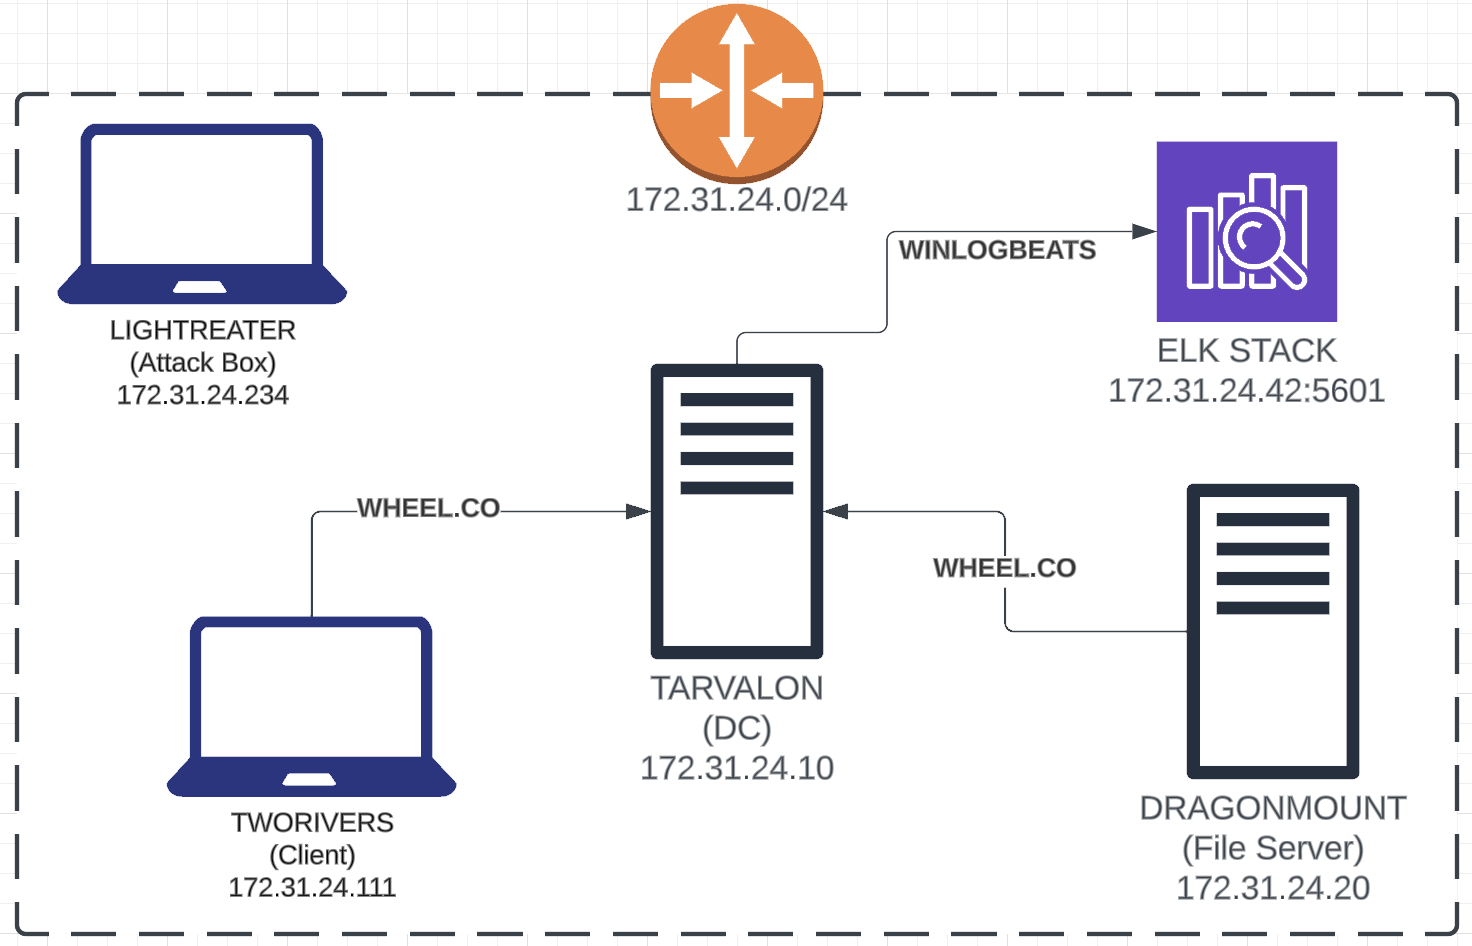 172.31.24.0/24
LIGHTREATER
(Attack Box)
172.31.24.234
WINLOGBEATS
ELK STACK
172.31.24.42:5601
WHEEL.CO
WHEEL.CO
TARVALON
(DC)
172.31.24.10
TWORIVERS
(Client)
172.31.24.111
DRAGONMOUNT
(File Server)
172.31.24.20